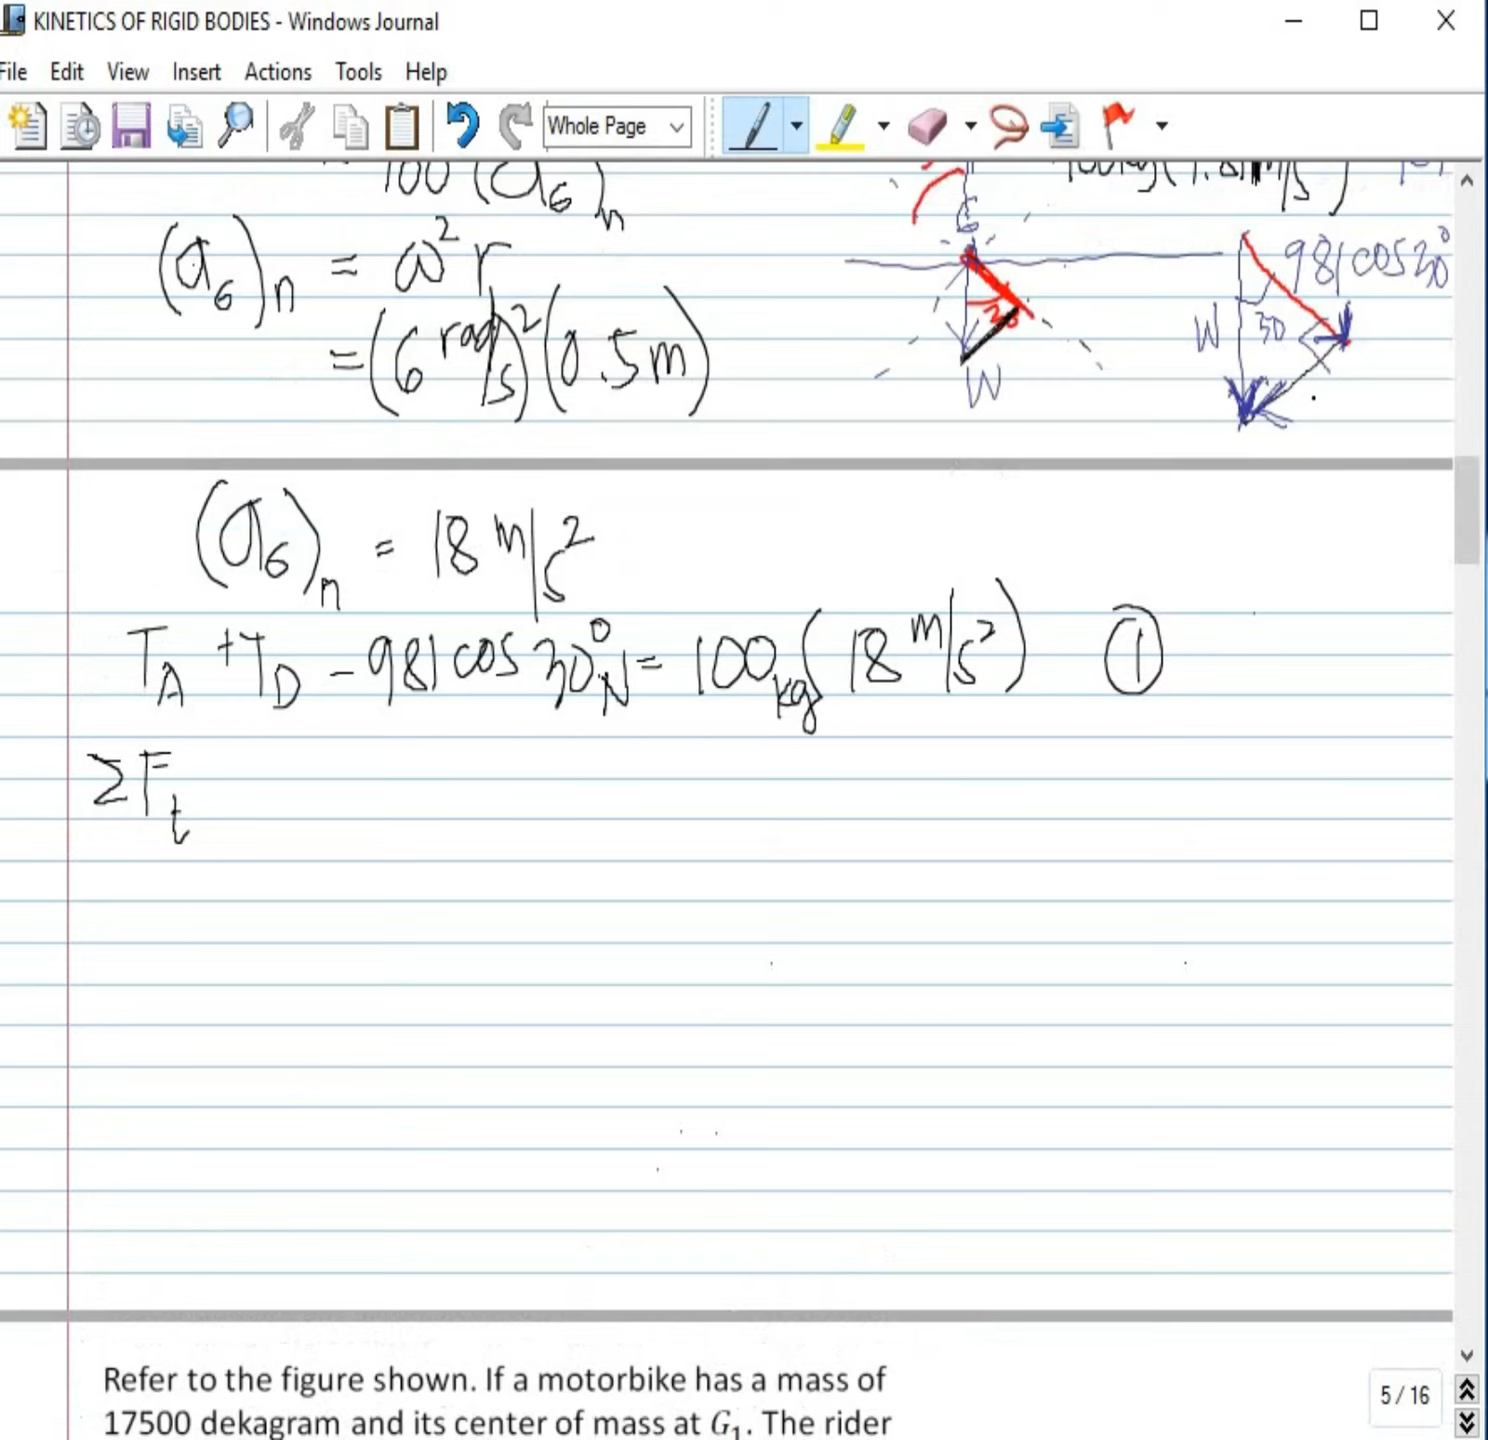 KINETICS OF RIGID BODIES - Windows Journal
File Edit View Insert Actions Tools Help
Whole Page
100 (a_G)_n
(a_G)_n = ω² r
= (6 rad/s)² (0.5 m)
G
30
W
981 cos 30°
W 30
(a_G)_n = 18 m/s²
T_A + T_D - 981 cos 30° N = 100 kg (18 m/s²) ①
ΣF_t
Refer to the figure shown. If a motorbike has a mass of
17500 dekagram and its center of mass at G₁. The rider
5 / 16